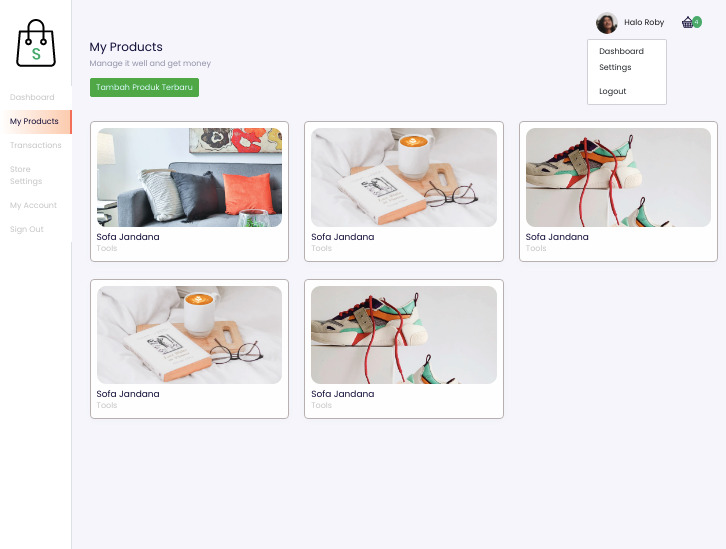 S
Dashboard
My Products
Transactions
Store
Settings
My Account
Sign Out
My Products
Manage it well and get money
Tambah Produk Terbaru
Halo Roby
4
Dashboard
Settings
Logout
Sofa Jandana
Tools
Sofa Jandana
Tools
Sofa Jandana
Tools
Sofa Jandana
Tools
Sofa Jandana
Tools